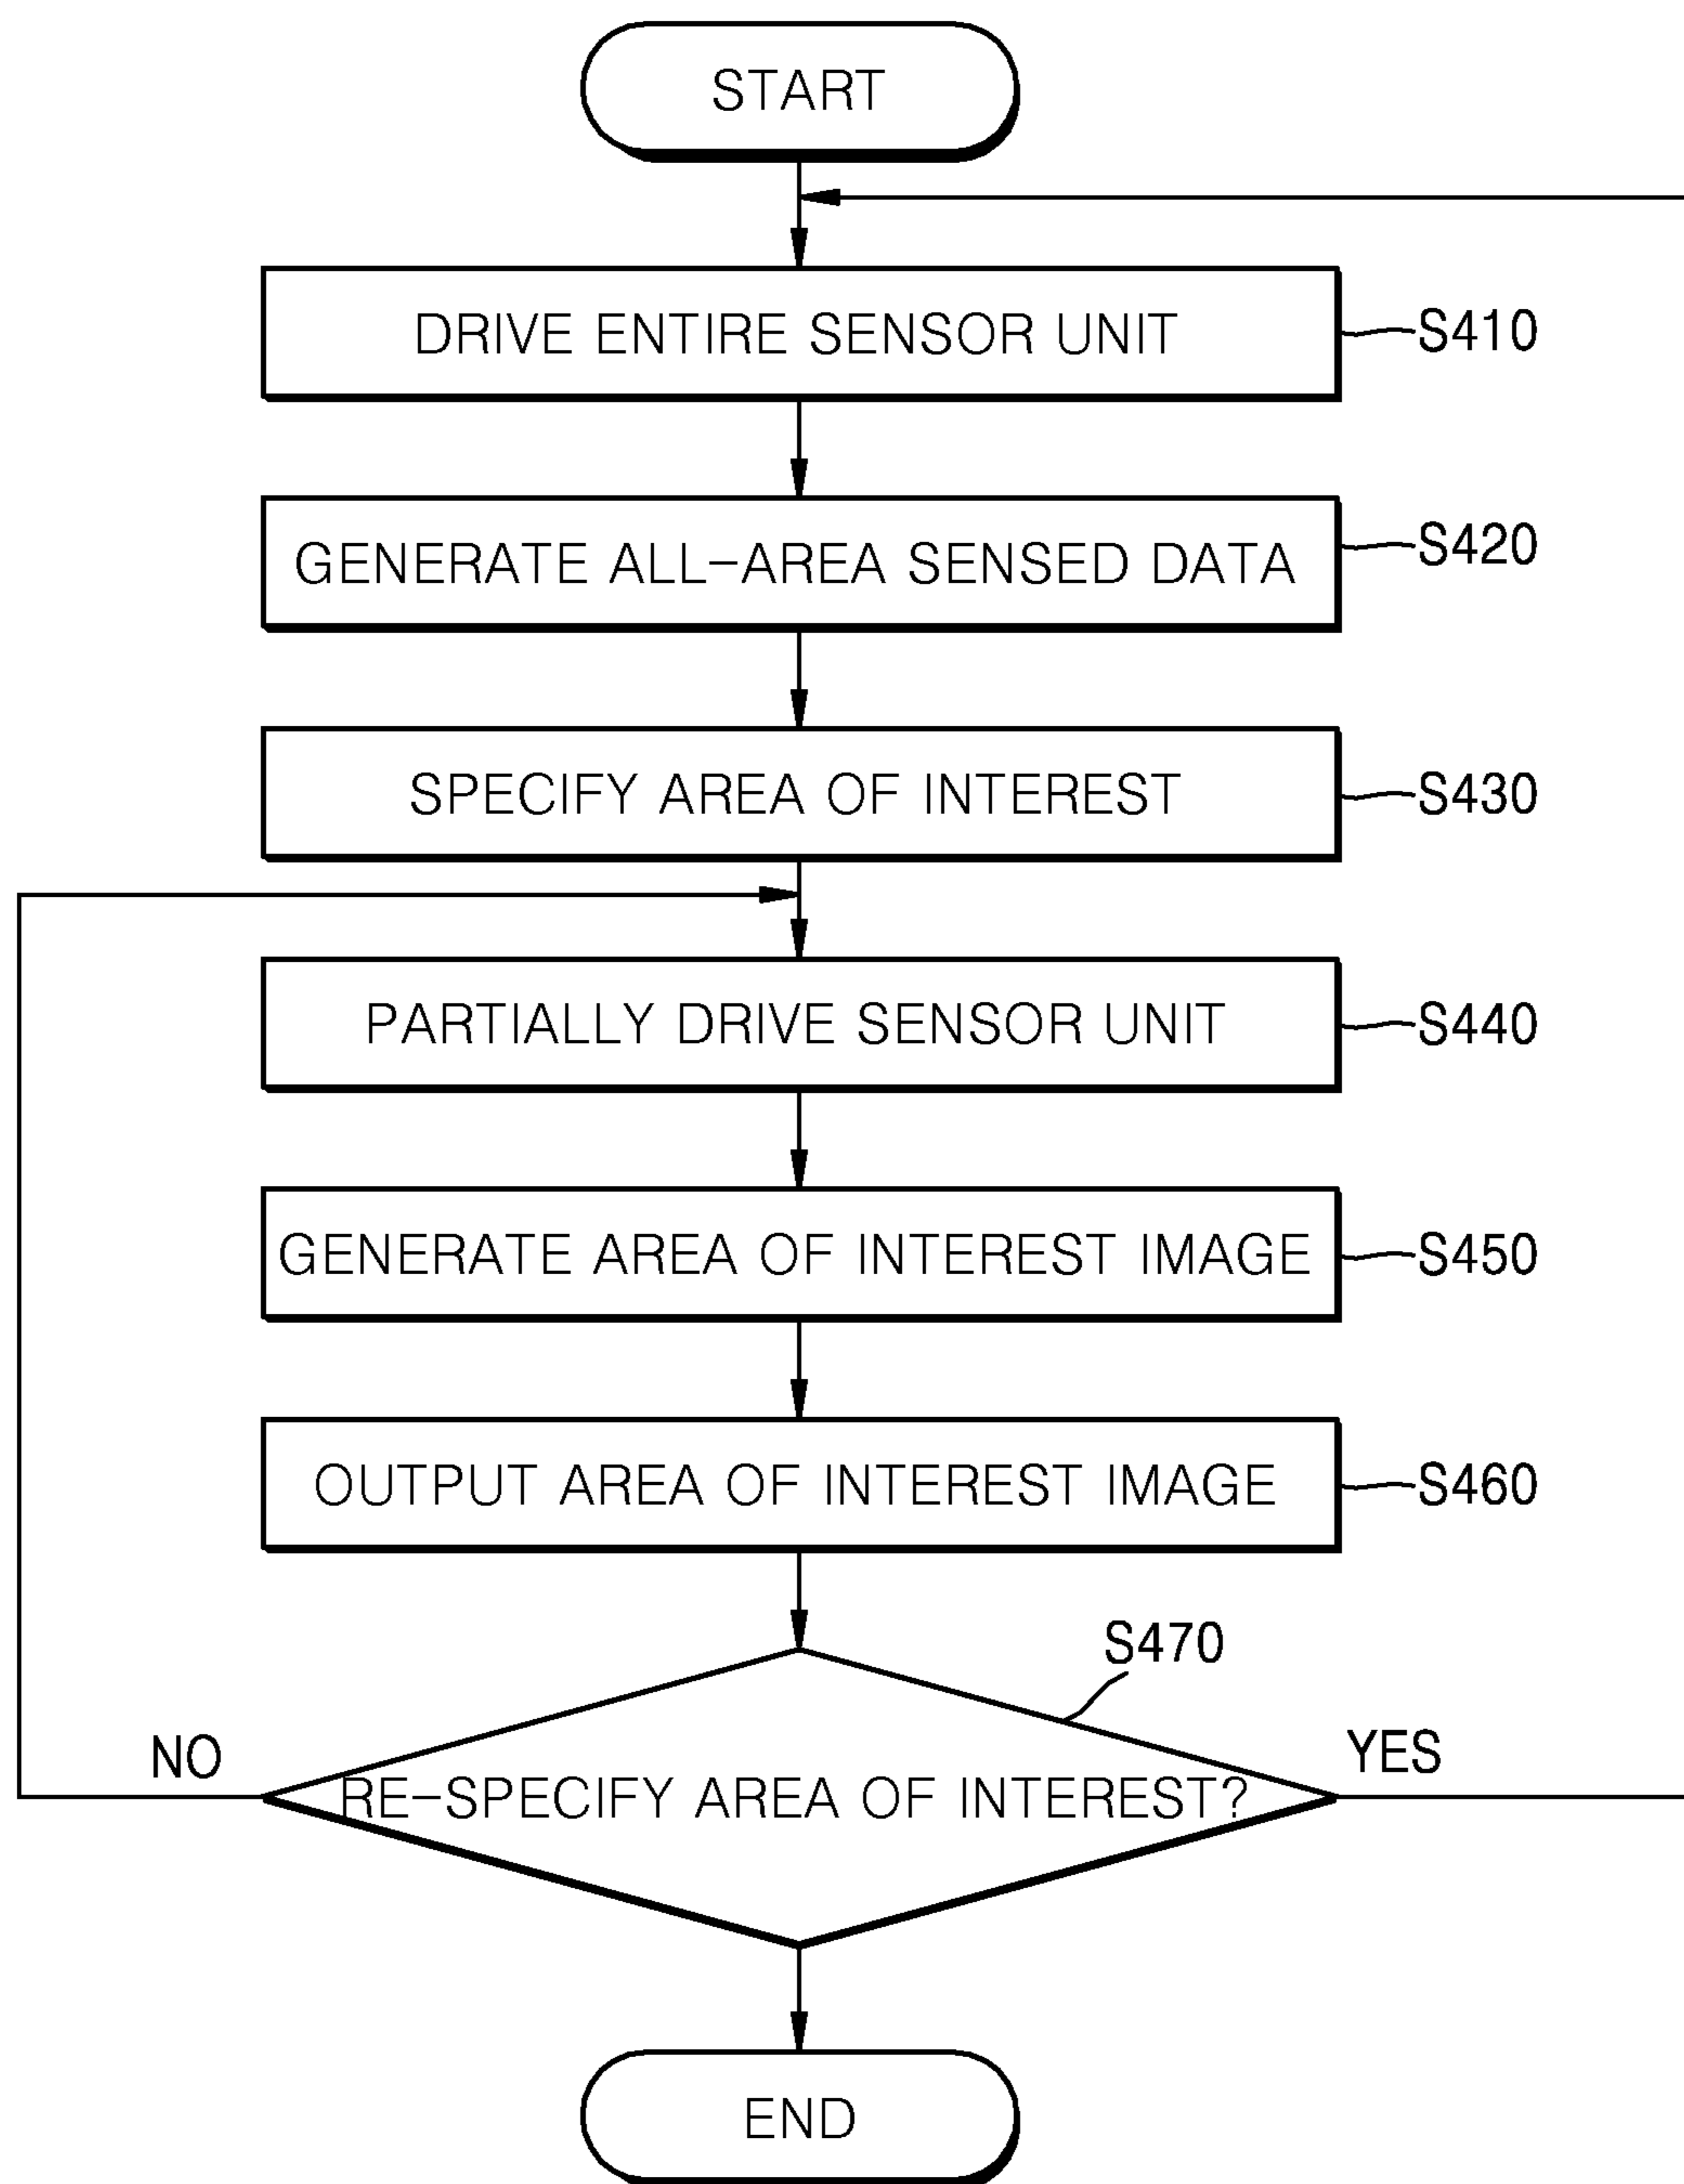 START
DRIVE ENTIRE SENSOR UNIT
S410
GENERATE ALL-AREA SENSED DATA
S420
SPECIFY AREA OF INTEREST
S430
PARTIALLY DRIVE SENSOR UNIT
S440
GENERATE AREA OF INTEREST IMAGE
S450
OUTPUT AREA OF INTEREST IMAGE
S460
S470
NO
RE-SPECIFY AREA OF INTEREST?
YES
END